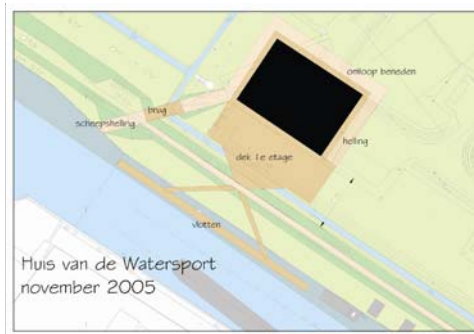 omloop beneden
brug
scheepshelling
helling
dek 1e etage
vlotten
Huis van de Watersport
november 2005